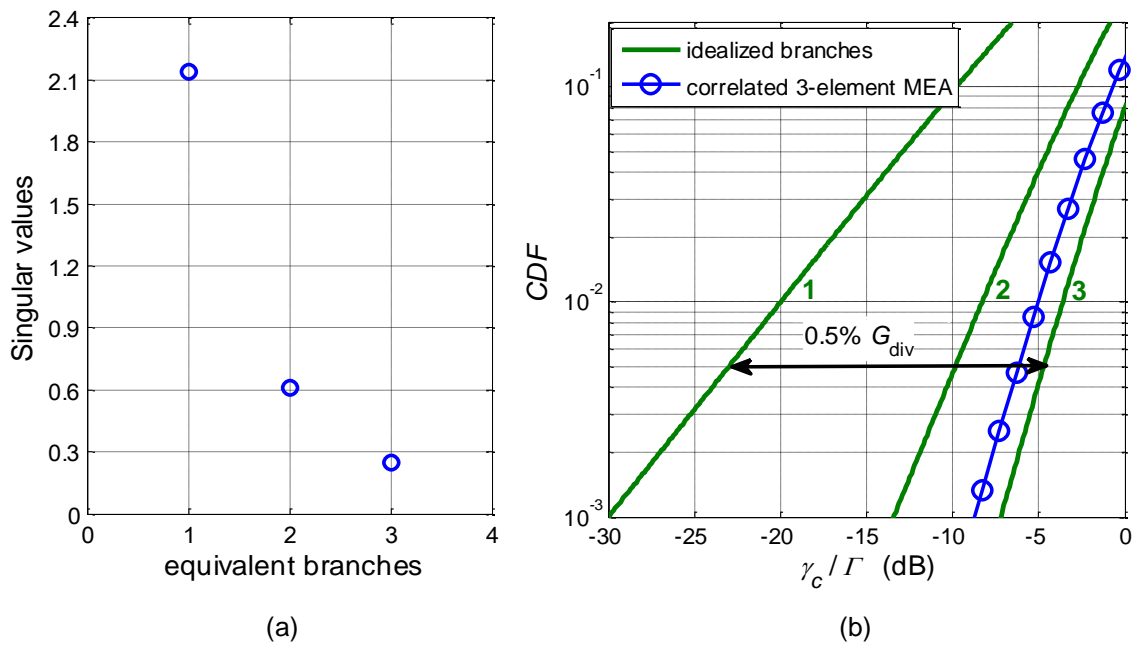 2.4
2.1
1.8
1.5
1.2
0.9
0.6
0.3
0
0 1 2 3 4
Singular values
equivalent branches
(a)
idealized branches
correlated 3-element MEA
10⁻¹
10⁻²
10⁻³
CDF
1
2
3
0.5% G_div
-30 -25 -20 -15 -10 -5 0
γ_c / Γ (dB)
(b)